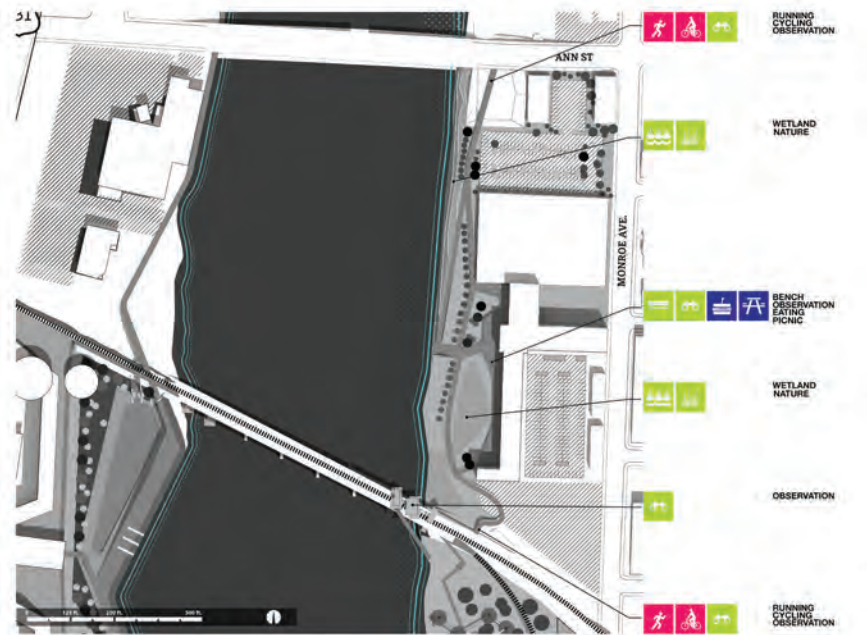 31
RUNNING
CYCLING
OBSERVATION
ANN ST
WETLAND
NATURE
MONROE AVE.
BENCH
OBSERVATION
EATING
PICNIC
WETLAND
NATURE
OBSERVATION
RUNNING
CYCLING
OBSERVATION